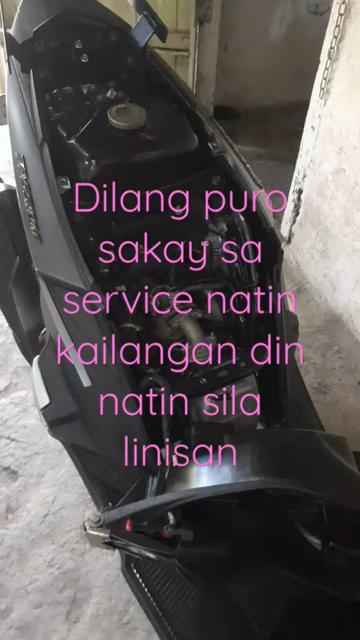 Dilang puro
sakay sa
service natin
kailangan din
natin sila
linisan